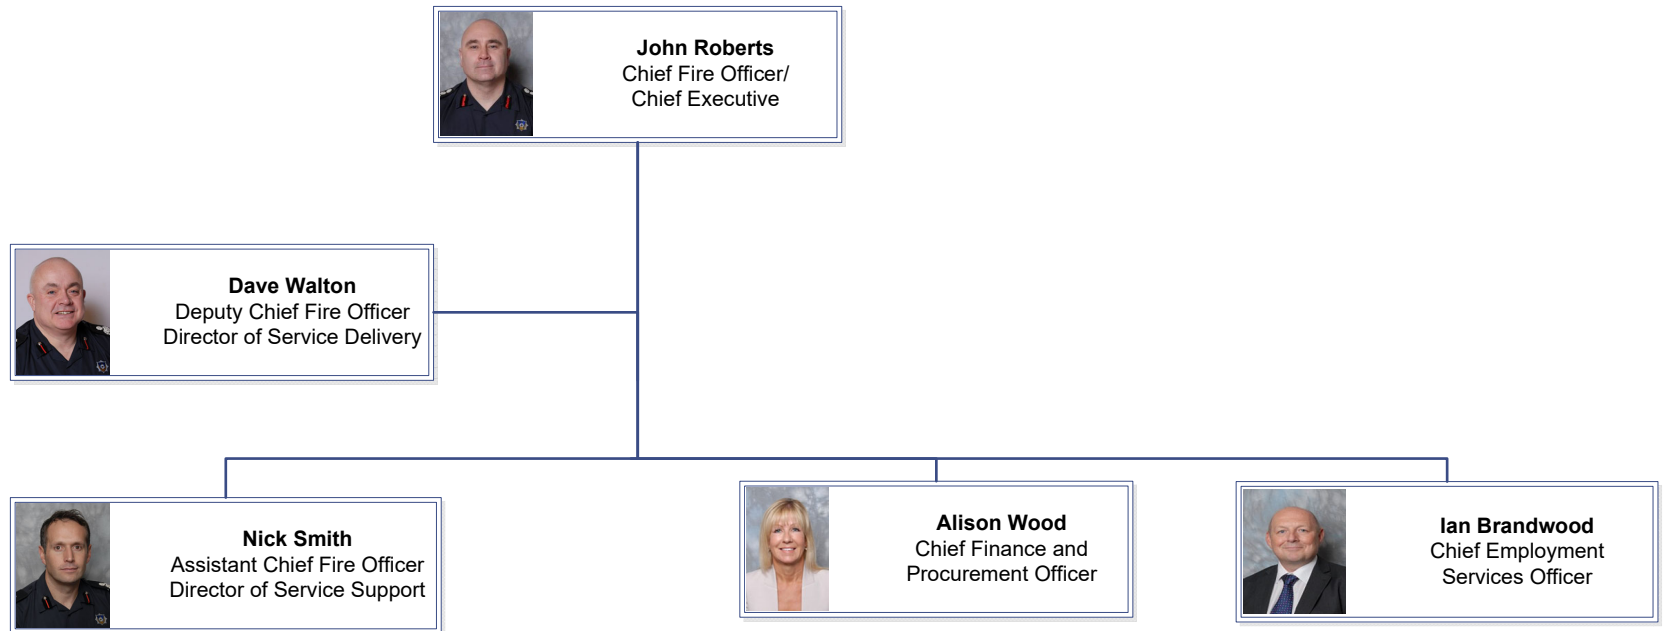 John Roberts
Chief Fire Officer/
Chief Executive
Dave Walton
Deputy Chief Fire Officer
Director of Service Delivery
Nick Smith
Assistant Chief Fire Officer
Director of Service Support
Alison Wood
Chief Finance and
Procurement Officer
Ian Brandwood
Chief Employment
Services Officer